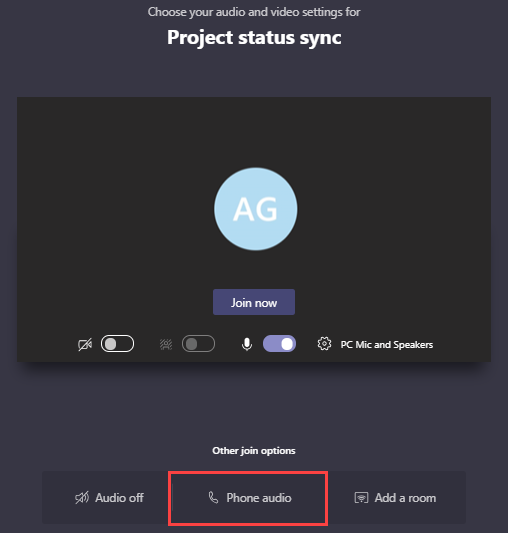 Choose your audio and video settings for
Project status sync
AG
Join now
PC Mic and Speakers
Other join options
Audio off
Phone audio
Add a room